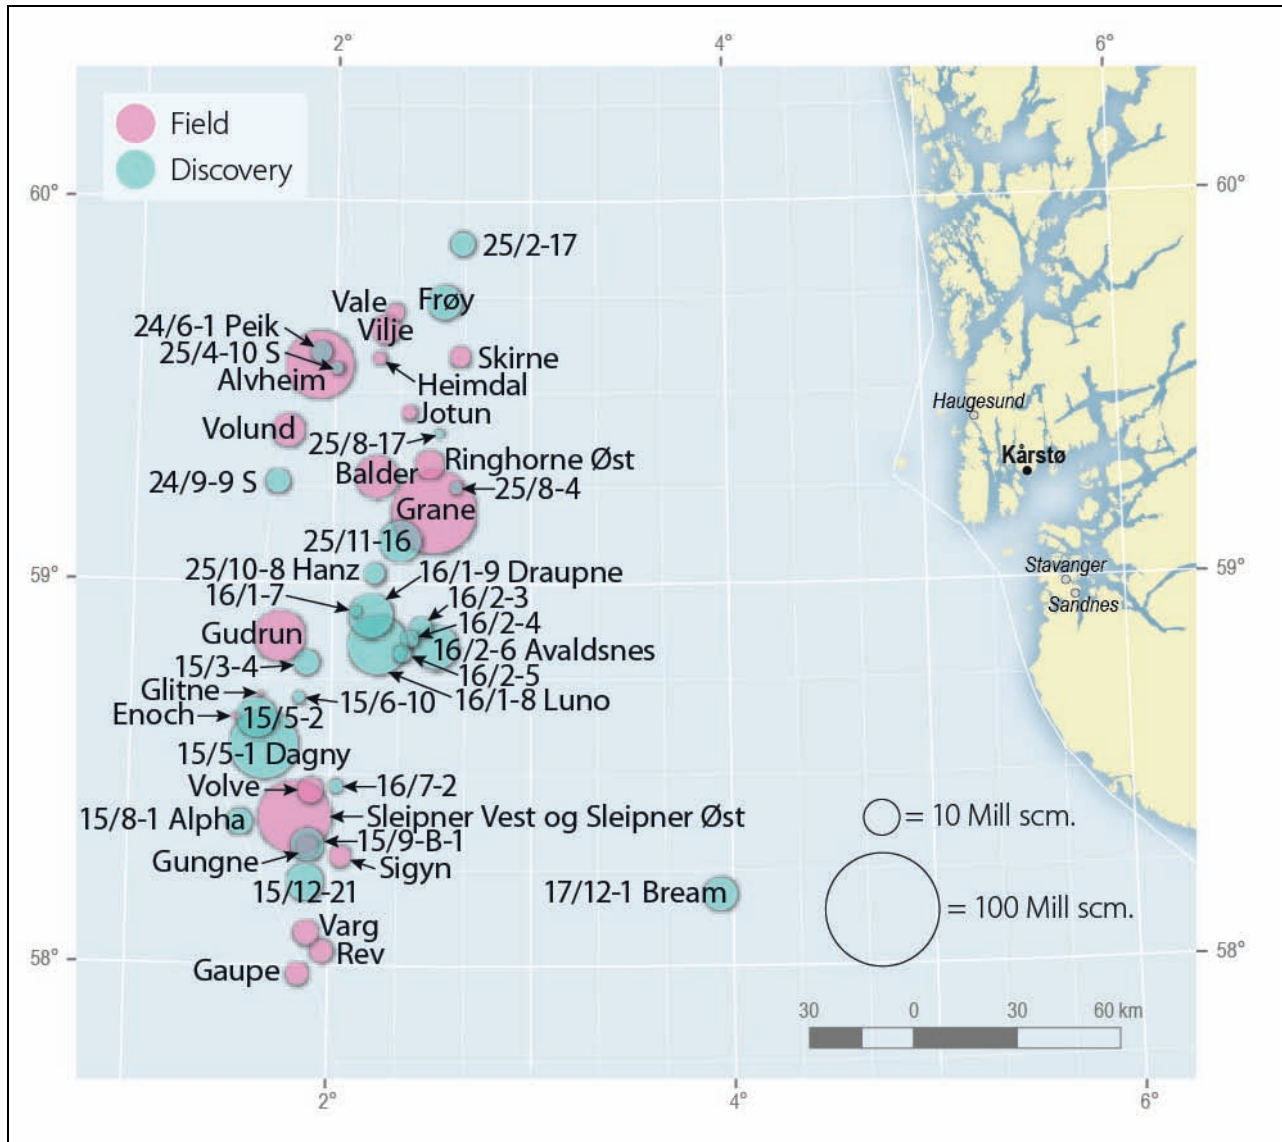 2°
4°
6°
Field
Discovery
60°
60°
25/2-17
Vale
Frøy
24/6-1 Peik
Vilje
25/4-10 S
Skirne
Alvheim
Heimdal
Haugesund
Jotun
Volund
25/8-17
Kårstø
Ringhorne Øst
Balder
24/9-9 S
25/8-4
Grane
25/11-16
Stavanger
59°
59°
25/10-8 Hanz
16/1-9 Draupne
16/1-7
16/2-3
Sandnes
16/2-4
Gudrun
16/2-6 Avaldsnes
15/3-4
16/2-5
Glitne
15/6-10
16/1-8 Luno
Enoch
15/5-2
15/5-1 Dagny
Volve
16/7-2
15/8-1 Alpha
Sleipner Vest og Sleipner Øst
= 10 Mill scm.
15/9-B-1
Gungne
Sigyn
15/12-21
17/12-1 Bream
= 100 Mill scm.
Varg
Rev
58°
58°
Gaupe
30 0 30 60 km
2°
4°
6°